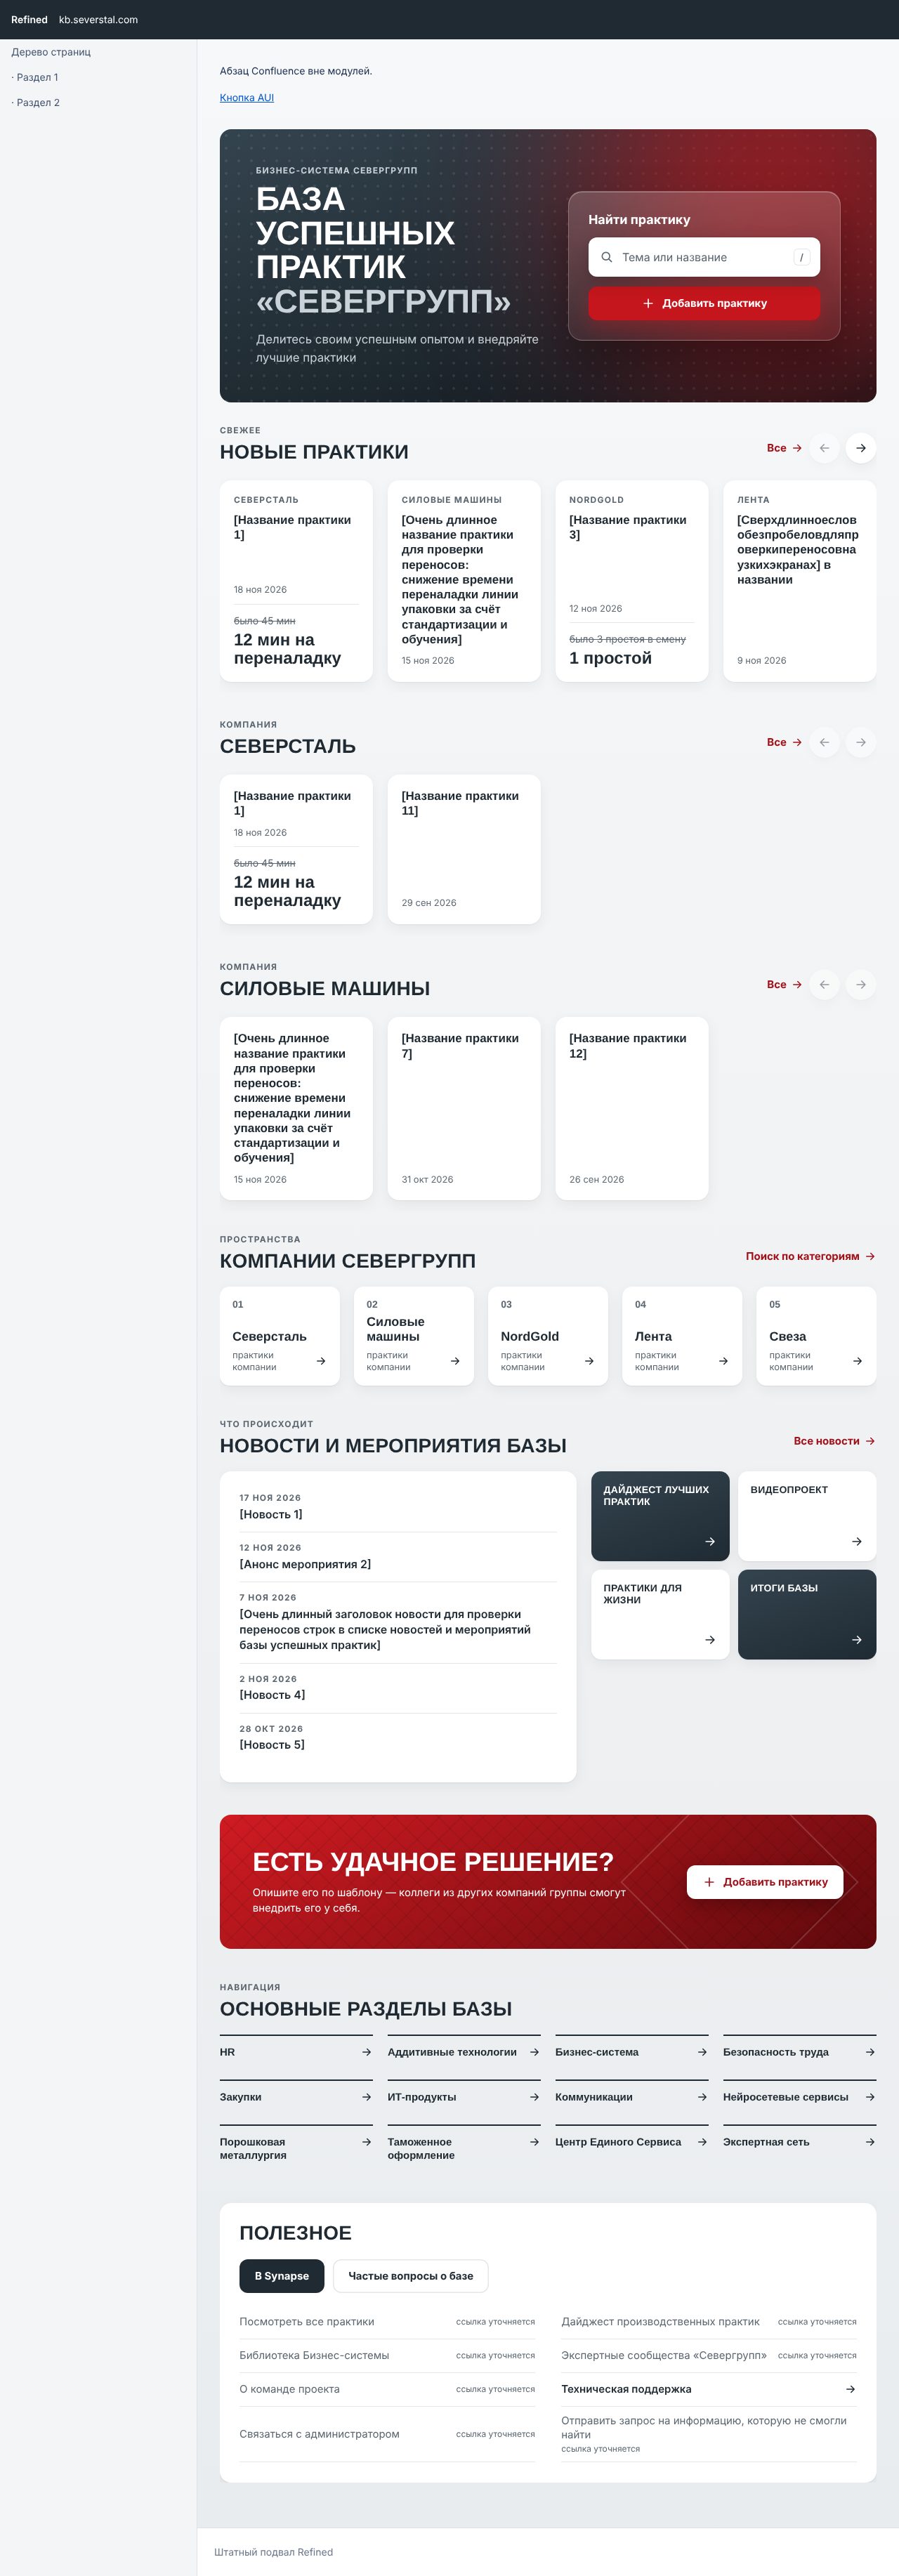 Refined kb.severstal.com
Дерево страниц
· Раздел 1
· Раздел 2
Абзац Confluence вне модулей.
Кнопка AUI
БИЗНЕС-СИСТЕМА СЕВЕРГРУПП
БАЗА
УСПЕШНЫХ
ПРАКТИК
«СЕВЕРГРУПП»
Делитесь своим успешным опытом и внедряйте
лучшие практики
Найти практику
Тема или название /
Добавить практику
СВЕЖЕЕ
НОВЫЕ ПРАКТИКИ
Все
СЕВЕРСТАЛЬ
[Название практики
1]
18 ноя 2026
было 45 мин
12 мин на
переналадку
СИЛОВЫЕ МАШИНЫ
[Очень длинное
название практики
для проверки
переносов:
снижение времени
переналадки линии
упаковки за счёт
стандартизации и
обучения]
15 ноя 2026
NORDGOLD
[Название практики
3]
12 ноя 2026
было 3 простоя в смену
1 простой
ЛЕНТА
[Сверхдлинноеслов
обезпробеловдляпр
оверкипереносовна
узкихэкранах] в
названии
9 ноя 2026
КОМПАНИЯ
СЕВЕРСТАЛЬ
Все
[Название практики
1]
18 ноя 2026
было 45 мин
12 мин на
переналадку
[Название практики
11]
29 сен 2026
КОМПАНИЯ
СИЛОВЫЕ МАШИНЫ
Все
[Очень длинное
название практики
для проверки
переносов:
снижение времени
переналадки линии
упаковки за счёт
стандартизации и
обучения]
15 ноя 2026
[Название практики
7]
31 окт 2026
[Название практики
12]
26 сен 2026
ПРОСТРАНСТВА
КОМПАНИИ СЕВЕРГРУПП
Поиск по категориям
01
Северсталь
практики
компании
02
Силовые
машины
практики
компании
03
NordGold
практики
компании
04
Лента
практики
компании
05
Свеза
практики
компании
ЧТО ПРОИСХОДИТ
НОВОСТИ И МЕРОПРИЯТИЯ БАЗЫ
Все новости
17 НОЯ 2026
[Новость 1]
12 НОЯ 2026
[Анонс мероприятия 2]
7 НОЯ 2026
[Очень длинный заголовок новости для проверки
переносов строк в списке новостей и мероприятий
базы успешных практик]
2 НОЯ 2026
[Новость 4]
28 ОКТ 2026
[Новость 5]
ДАЙДЖЕСТ ЛУЧШИХ
ПРАКТИК
ВИДЕОПРОЕКТ
ПРАКТИКИ ДЛЯ
ЖИЗНИ
ИТОГИ БАЗЫ
ЕСТЬ УДАЧНОЕ РЕШЕНИЕ?
Опишите его по шаблону — коллеги из других компаний группы смогут
внедрить его у себя.
Добавить практику
НАВИГАЦИЯ
ОСНОВНЫЕ РАЗДЕЛЫ БАЗЫ
HR
Аддитивные технологии
Бизнес-система
Безопасность труда
Закупки
ИТ-продукты
Коммуникации
Нейросетевые сервисы
Порошковая
металлургия
Таможенное
оформление
Центр Единого Сервиса
Экспертная сеть
ПОЛЕЗНОЕ
В Synapse
Частые вопросы о базе
Посмотреть все практики ссылка уточняется
Дайджест производственных практик ссылка уточняется
Библиотека Бизнес-системы ссылка уточняется
Экспертные сообщества «Севергрупп» ссылка уточняется
О команде проекта ссылка уточняется
Техническая поддержка
Связаться с администратором ссылка уточняется
Отправить запрос на информацию, которую не смогли
найти
ссылка уточняется
Штатный подвал Refined